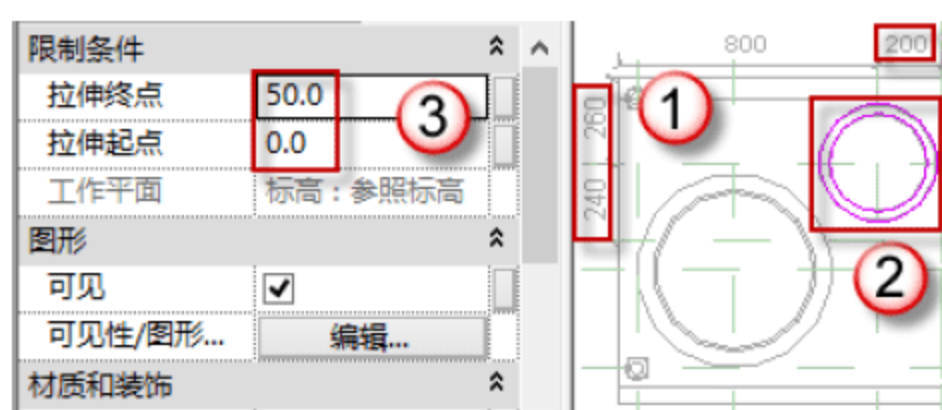 限制条件
拉伸终点 50.0
拉伸起点 0.0
工作平面 标高：参照标高
图形
可见
可见性/图形... 编辑...
材质和装饰
3
800 200
260
240
1
2